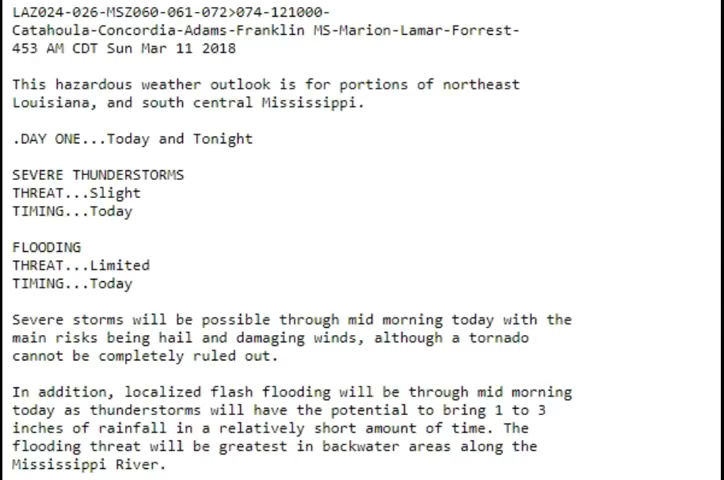 LAZ024-026-MSZ060-061-072>074-121000-
Catahoula-Concordia-Adams-Franklin MS-Marion-Lamar-Forrest-
453 AM CDT Sun Mar 11 2018
This hazardous weather outlook is for portions of northeast
Louisiana, and south central Mississippi.
.DAY ONE...Today and Tonight
SEVERE THUNDERSTORMS
THREAT...Slight
TIMING...Today
FLOODING
THREAT...Limited
TIMING...Today
Severe storms will be possible through mid morning today with the
main risks being hail and damaging winds, although a tornado
cannot be completely ruled out.
In addition, localized flash flooding will be through mid morning
today as thunderstorms will have the potential to bring 1 to 3
inches of rainfall in a relatively short amount of time. The
flooding threat will be greatest in backwater areas along the
Mississippi River.